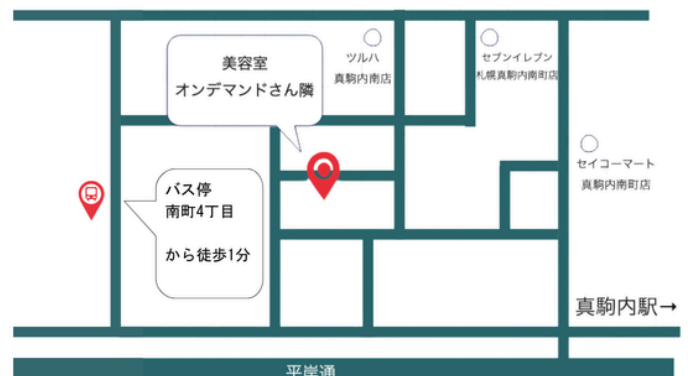 美容室
オンデマンドさん隣
ツルハ
真駒内南店
セブンイレブン
札幌真駒内南町店
セイコーマート
真駒内南町店
バス停
南町4丁目
から徒歩1分
真駒内駅→
平岸通